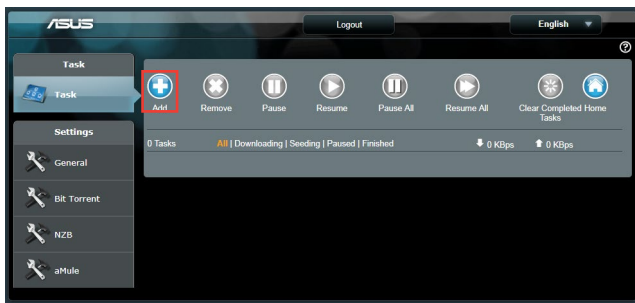 ASUS
Logout
English
?
Task
Task
Settings
General
Bit Torrent
NZB
aMule
Add
Remove
Pause
Resume
Pause All
Resume All
Clear Completed
Tasks
Home
0 Tasks
All | Downloading | Seeding | Paused | Finished
0 KBps
0 KBps